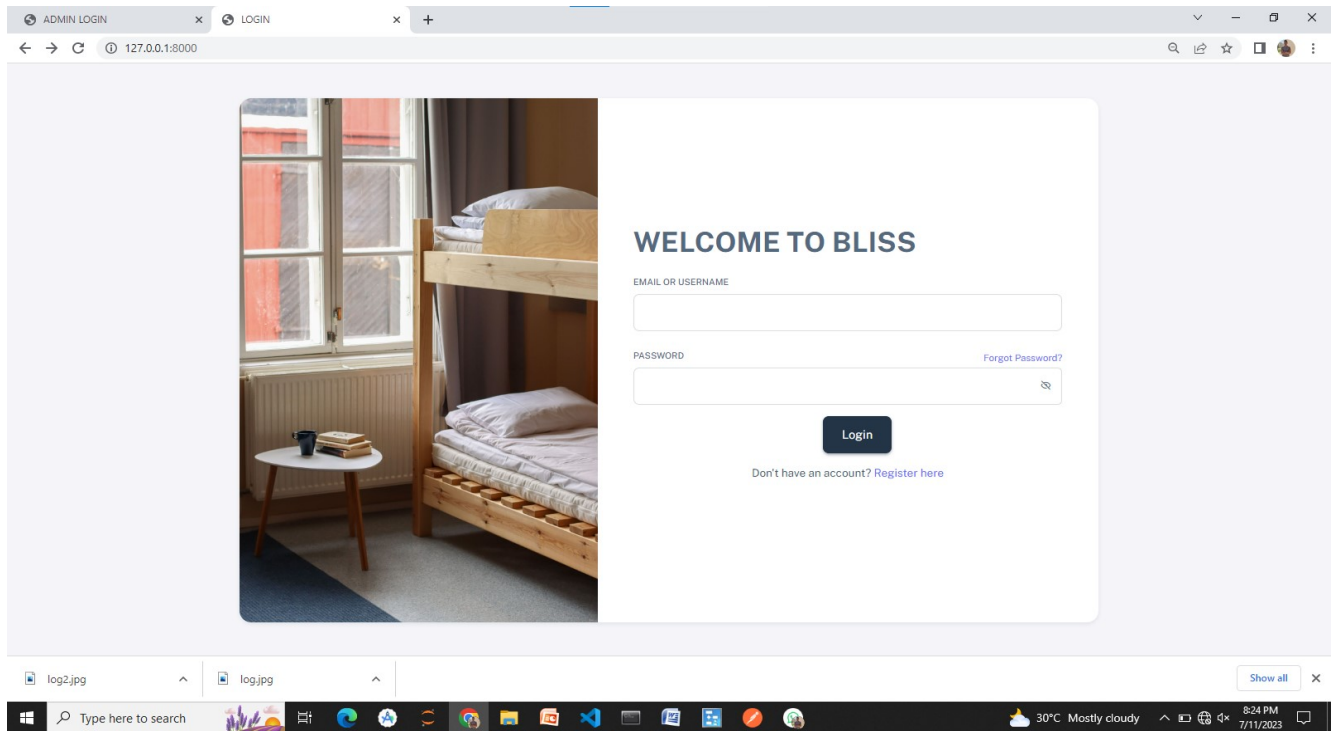 ADMIN LOGIN
LOGIN
127.0.0.1:8000
WELCOME TO BLISS
EMAIL OR USERNAME
PASSWORD
Forgot Password?
Login
Don't have an account? Register here
log2.jpg
log.jpg
Show all
Type here to search
30°C Mostly cloudy
8:24 PM
7/11/2023